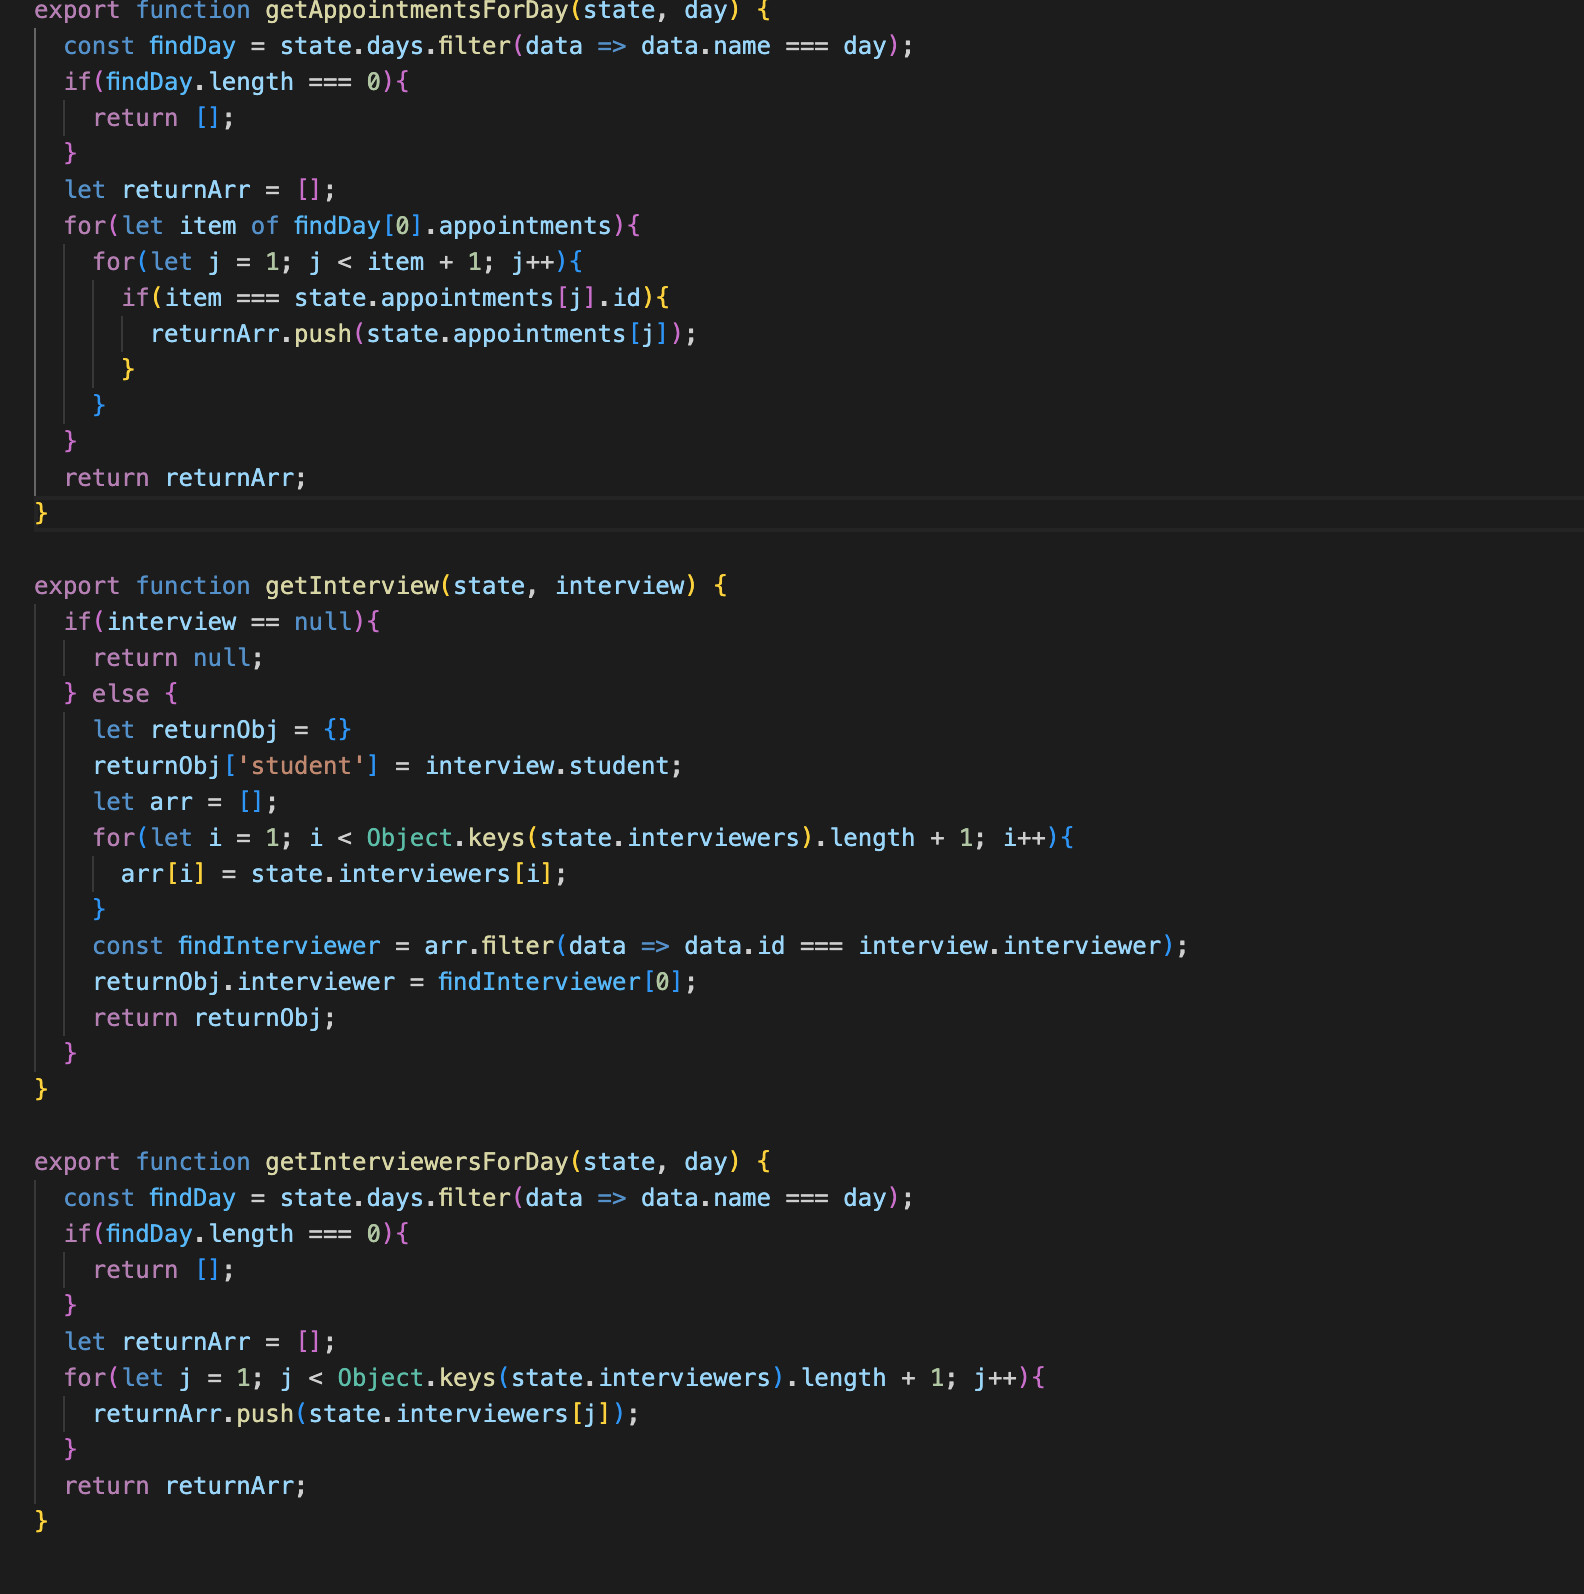 export function getAppointmentsForDay(state, day) {
  const findDay = state.days.filter(data => data.name === day);
  if(findDay.length === 0){
    return [];
  }
  let returnArr = [];
  for(let item of findDay[0].appointments){
    for(let j = 1; j < item + 1; j++){
      if(item === state.appointments[j].id){
        returnArr.push(state.appointments[j]);
      }
    }
  }
  return returnArr;
}

export function getInterview(state, interview) {
  if(interview == null){
    return null;
  } else {
    let returnObj = {}
    returnObj['student'] = interview.student;
    let arr = [];
    for(let i = 1; i < Object.keys(state.interviewers).length + 1; i++){
      arr[i] = state.interviewers[i];
    }
    const findInterviewer = arr.filter(data => data.id === interview.interviewer);
    returnObj.interviewer = findInterviewer[0];
    return returnObj;
  }
}

export function getInterviewersForDay(state, day) {
  const findDay = state.days.filter(data => data.name === day);
  if(findDay.length === 0){
    return [];
  }
  let returnArr = [];
  for(let j = 1; j < Object.keys(state.interviewers).length + 1; j++){
    returnArr.push(state.interviewers[j]);
  }
  return returnArr;
}